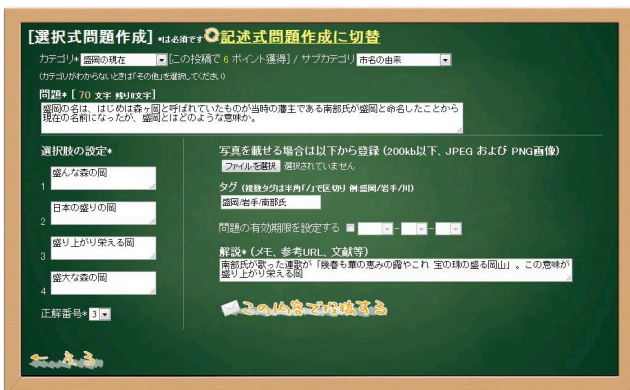 [選択式問題作成] *は必須です 記述式問題作成に切替
カテゴリ* 盛岡の現在 [この投稿で 6 ポイント獲得] / サブカテゴリ 市名の由来
(カテゴリがわからないときは「その他」を選択してください)
問題* [ 70 文字 残り0文字]
盛岡の名は、はじめは森ヶ岡と呼ばれていたものが当時の藩主である南部氏が盛岡と命名したことから
現在の名前になったが、盛岡とはどのような意味か。
選択肢の設定*
1 盛んな森の岡
2 日本の盛りの岡
3 盛り上がり栄える岡
4 盛大な森の岡
正解番号* 3
写真を載せる場合は以下から登録 (200kb以下、JPEG および PNG画像)
ファイルを選択 選択されていません
タグ (複数タグは半角「/」で区切り 例:盛岡/岩手/川)
盛岡/岩手/南部氏
問題の有効期限を設定する - -
解説* (メモ、参考URL、文献等)
南部氏が歌った連歌が「幾春も華の恵みの露やこれ 宝の珠の盛る岡山」。この意味が
盛り上がり栄える岡
この内容で投稿する
← もどる